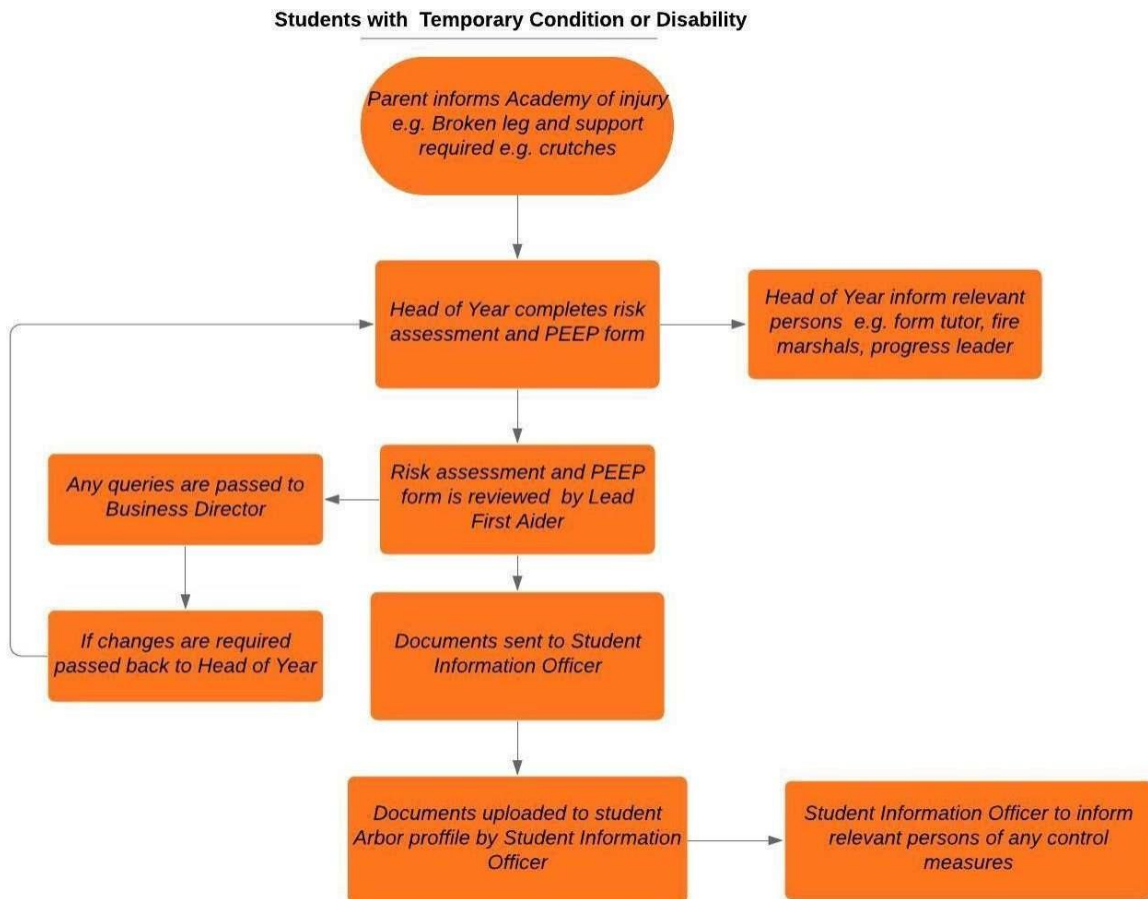 Students with  Temporary Condition or Disability
Parent informs Academy of injury
e.g. Broken leg and support
required e.g. crutches
Head of Year completes risk
assessment and PEEP form
Head of Year inform relevant
persons  e.g. form tutor, fire
marshals, progress leader
Any queries are passed to
Business Director
Risk assessment and PEEP
form is reviewed  by Lead
First Aider
If changes are required
passed back to Head of Year
Documents sent to Student
Information Officer
Documents uploaded to student
Arbor proffile by Student Information
Officer
Student Information Officer to inform
relevant persons of any control
measures